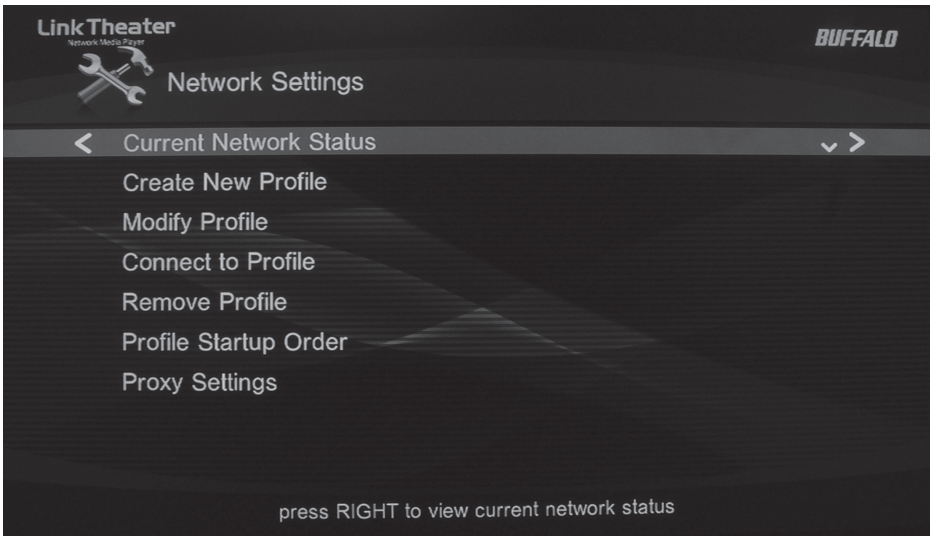 LinkTheater
Network Media Player
BUFFALO
Network Settings
Current Network Status
Create New Profile
Modify Profile
Connect to Profile
Remove Profile
Profile Startup Order
Proxy Settings
press RIGHT to view current network status